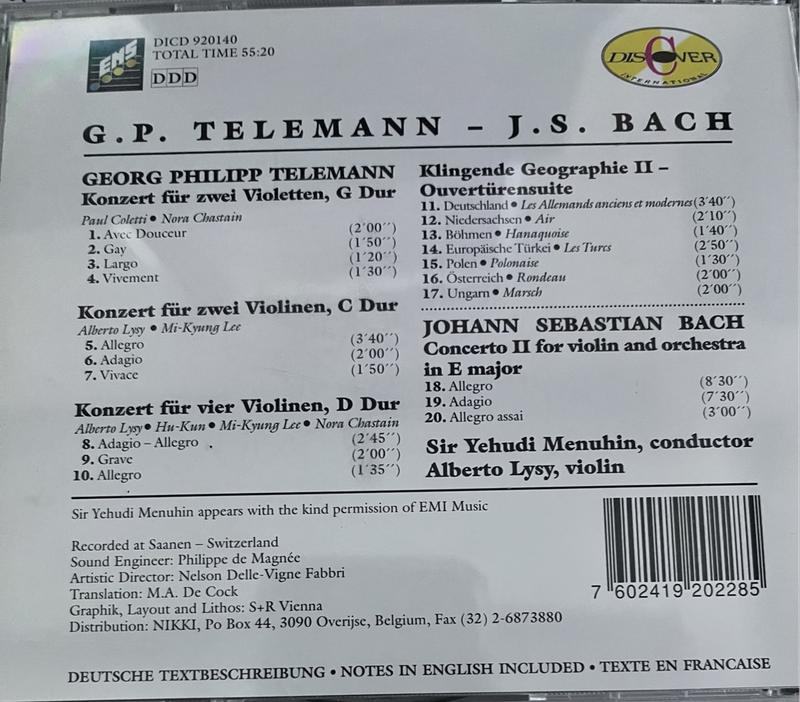 EMS
DICD 920140
TOTAL TIME 55:20
DDD
DISCOVER
INTERNATIONAL
G.P. TELEMANN – J.S. BACH
GEORG PHILIPP TELEMANN
Konzert für zwei Violetten, G Dur
Paul Coletti • Nora Chastain
1. Avec Douceur (2´00´´)
2. Gay (1´50´´)
3. Largo (1´20´´)
4. Vivement (1´30´´)
Konzert für zwei Violinen, C Dur
Alberto Lysy • Mi-Kyung Lee
5. Allegro (3´40´´)
6. Adagio (2´00´´)
7. Vivace (1´50´´)
Konzert für vier Violinen, D Dur
Alberto Lysy • Hu-Kun • Mi-Kyung Lee • Nora Chastain
8. Adagio – Allegro (2´45´´)
9. Grave (2´00´´)
10. Allegro (1´35´´)
Klingende Geographie II –
Ouvertürensuite
11. Deutschland • Les Allemands anciens et modernes (3´40´´)
12. Niedersachsen • Air (2´10´´)
13. Böhmen • Hanaquoise (1´40´´)
14. Europäische Türkei • Les Turcs (2´50´´)
15. Polen • Polonaise (1´30´´)
16. Österreich • Rondeau (2´00´´)
17. Ungarn • Marsch (2´00´´)
JOHANN SEBASTIAN BACH
Concerto II for violin and orchestra
in E major
18. Allegro (8´30´´)
19. Adagio (7´30´´)
20. Allegro assai (3´00´´)
Sir Yehudi Menuhin, conductor
Alberto Lysy, violin
Sir Yehudi Menuhin appears with the kind permission of EMI Music
Recorded at Saanen – Switzerland
Sound Engineer: Philippe de Magnée
Artistic Director: Nelson Delle-Vigne Fabbri
Translation: M.A. De Cock
Graphik, Layout and Lithos: S+R Vienna
Distribution: NIKKI, Po Box 44, 3090 Overijse, Belgium, Fax (32) 2-6873880
7 602419 202285
DEUTSCHE TEXTBESCHREIBUNG • NOTES IN ENGLISH INCLUDED • TEXTE EN FRANCAISE